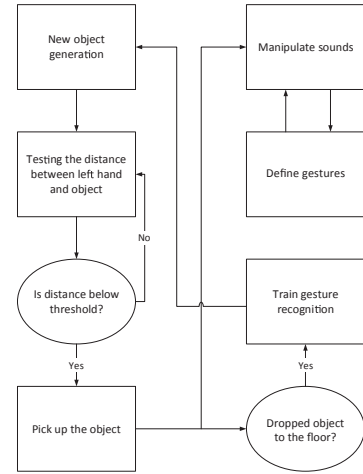 New object
generation
Manipulate sounds
Testing the distance
between left hand
and object
Define gestures
No
Is distance below
threshold?
Train gesture
recognition
Yes
Yes
Pick up the object
Dropped object
to the floor?